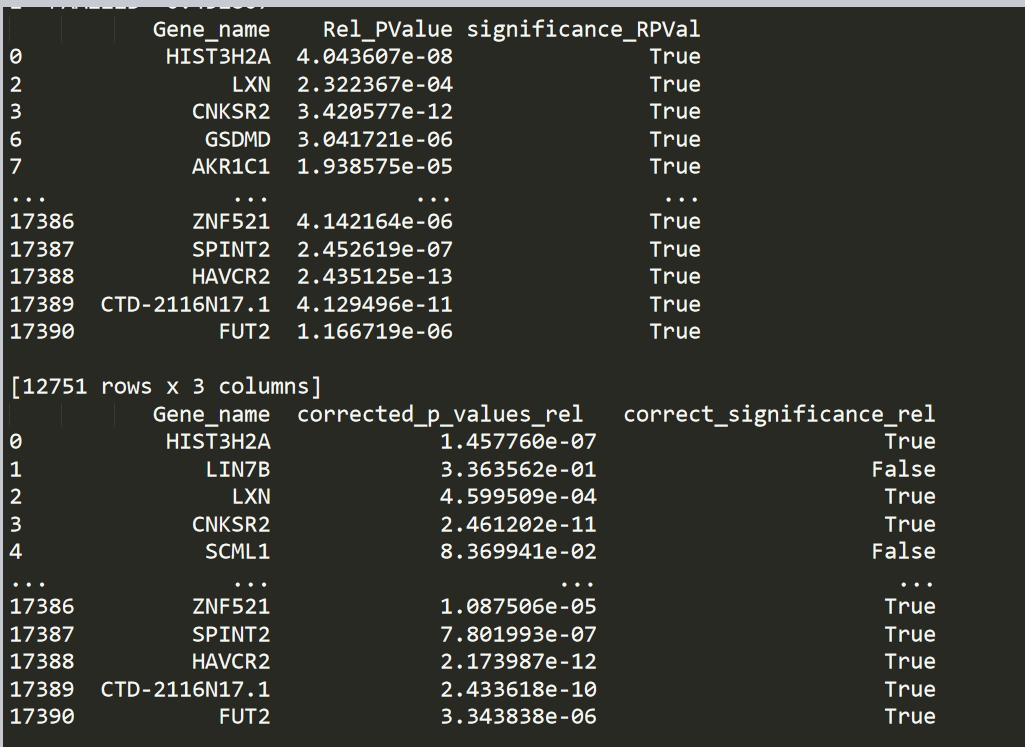 Gene_name Rel_PValue significance_RPVal
0 HIST3H2A 4.043607e-08 True
2 LXN 2.322367e-04 True
3 CNKSR2 3.420577e-12 True
6 GSDMD 3.041721e-06 True
7 AKR1C1 1.938575e-05 True
... ... ... ...
17386 ZNF521 4.142164e-06 True
17387 SPINT2 2.452619e-07 True
17388 HAVCR2 2.435125e-13 True
17389 CTD-2116N17.1 4.129496e-11 True
17390 FUT2 1.166719e-06 True
[12751 rows x 3 columns]
Gene_name corrected_p_values_rel correct_significance_rel
0 HIST3H2A 1.457760e-07 True
1 LIN7B 3.363562e-01 False
2 LXN 4.599509e-04 True
3 CNKSR2 2.461202e-11 True
4 SCML1 8.369941e-02 False
... ... ... ...
17386 ZNF521 1.087506e-05 True
17387 SPINT2 7.801993e-07 True
17388 HAVCR2 2.173987e-12 True
17389 CTD-2116N17.1 2.433618e-10 True
17390 FUT2 3.343838e-06 True